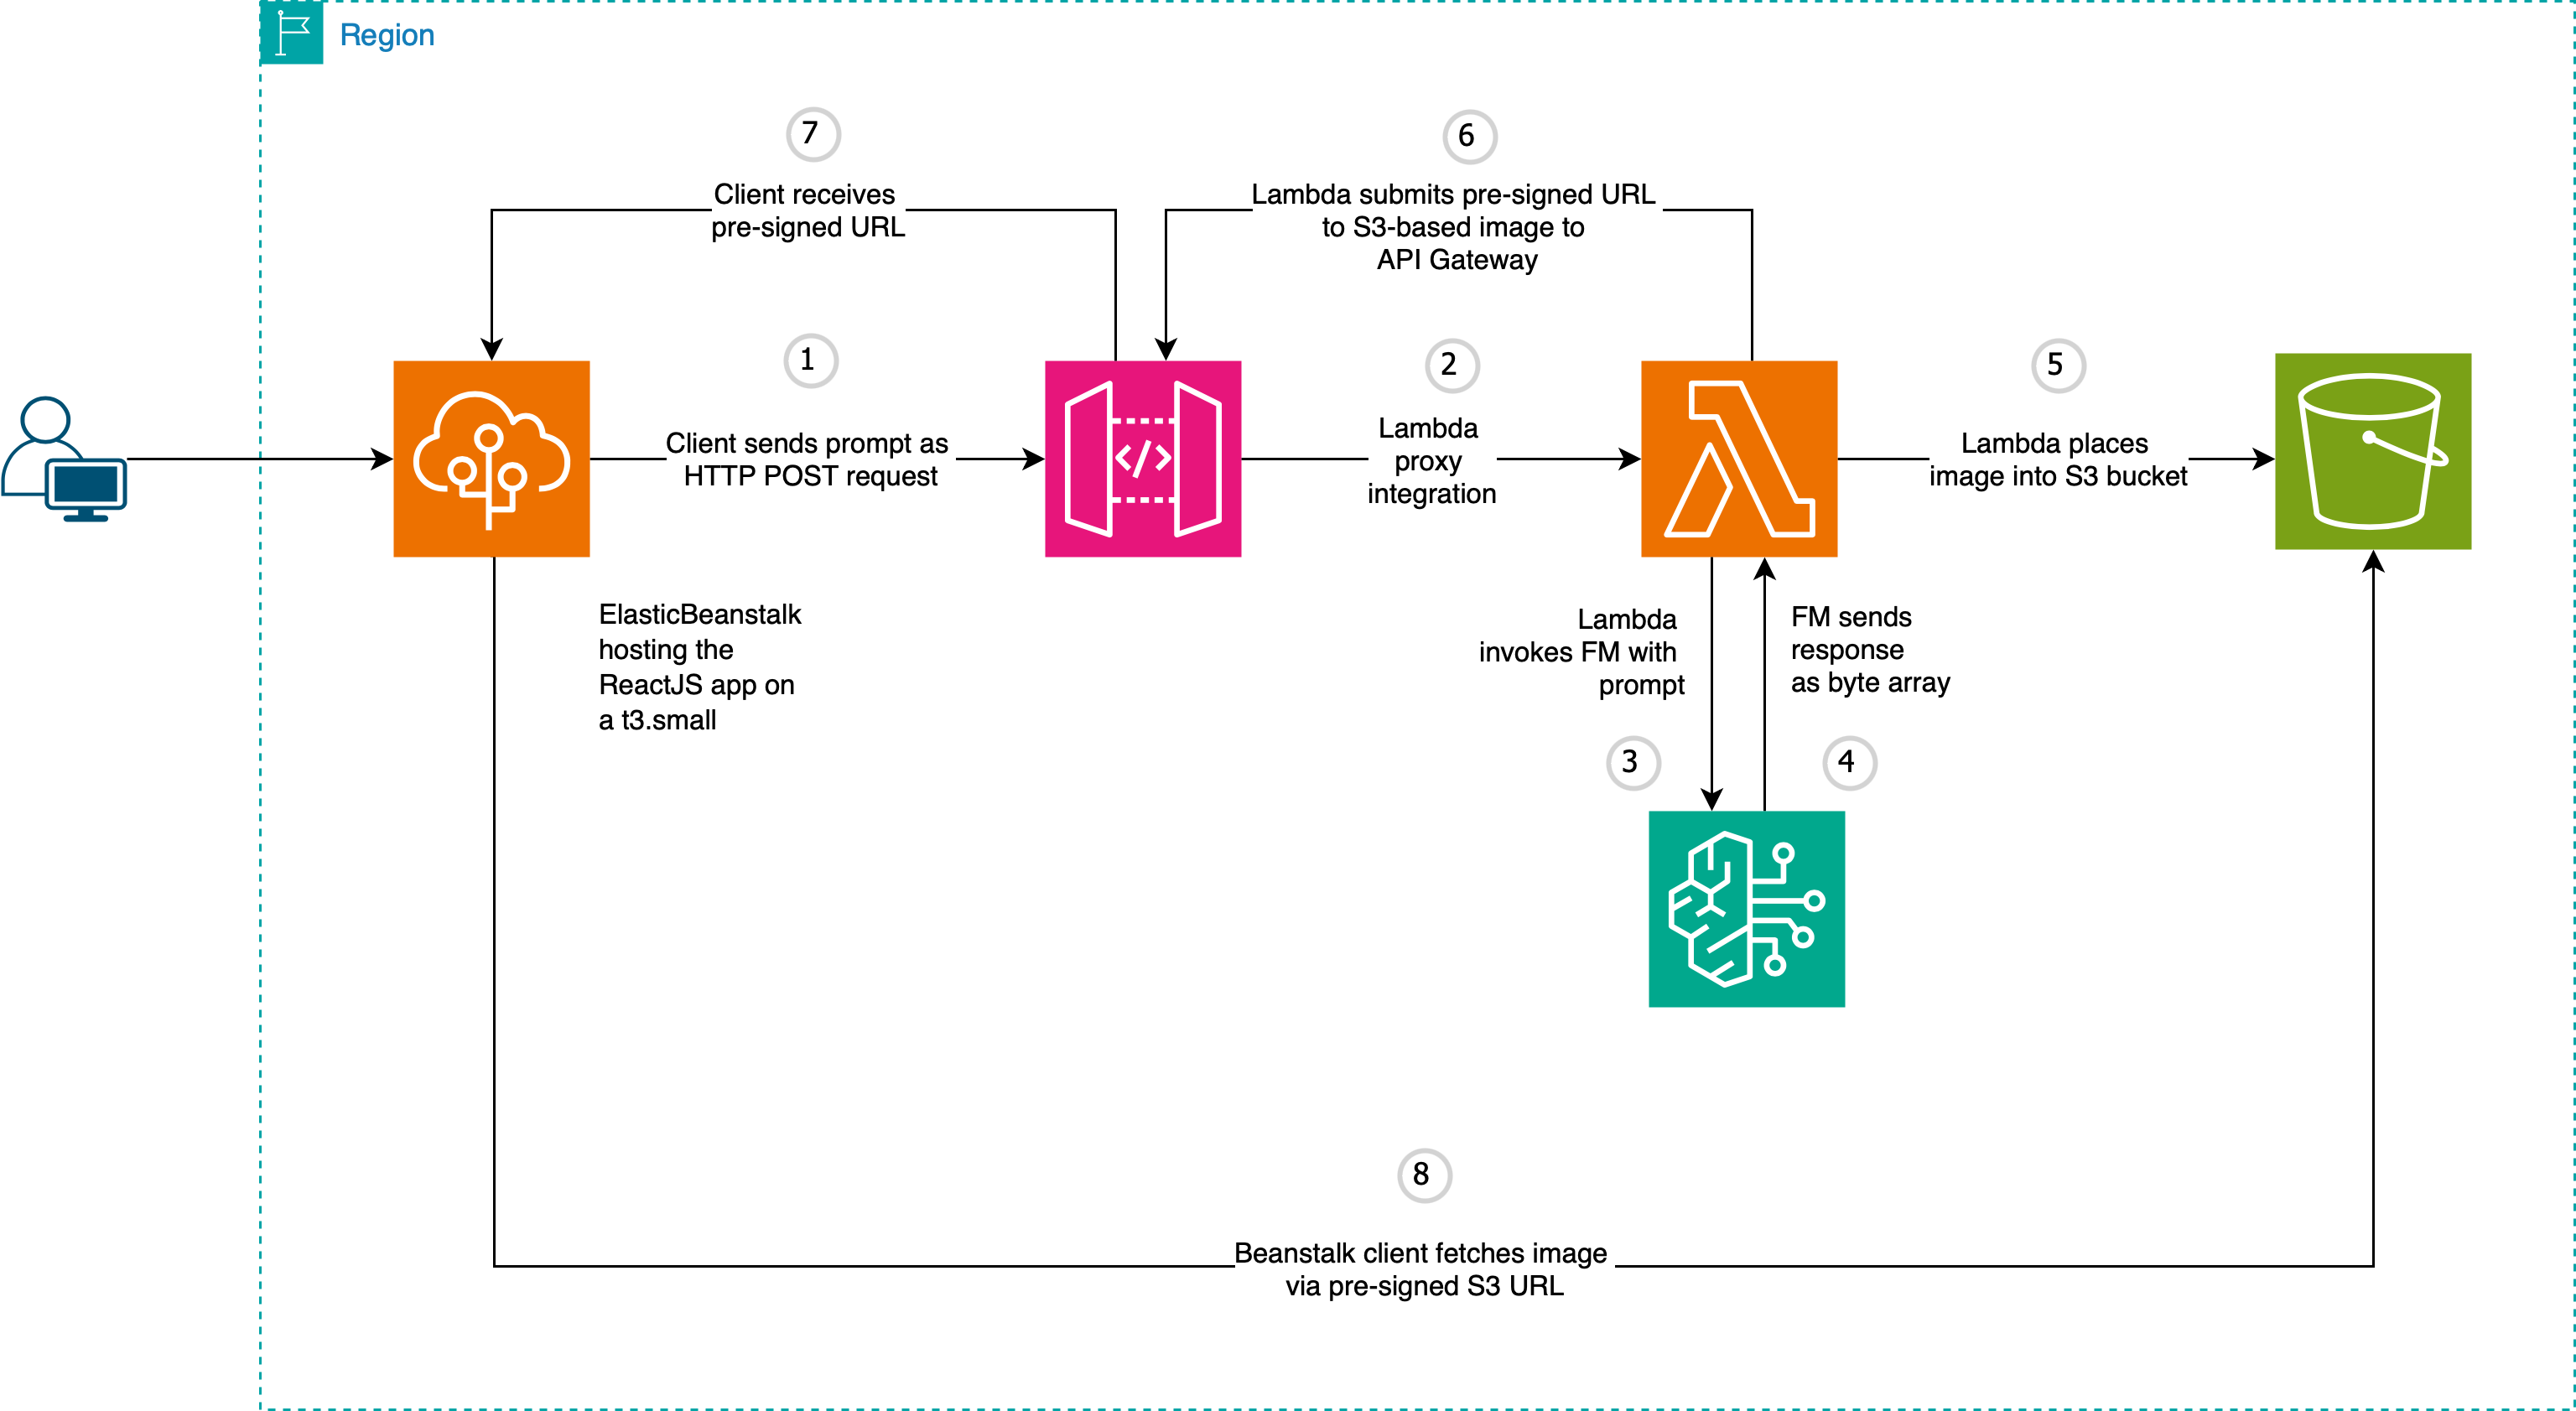 Region
7
Client receives
pre-signed URL
6
Lambda submits pre-signed URL
to S3-based image to
API Gateway
1
Client sends prompt as
HTTP POST request
2
Lambda
proxy
integration
5
Lambda places
image into S3 bucket
ElasticBeanstalk
hosting the
ReactJS app on
a t3.small
Lambda
invokes FM with
prompt
3
FM sends
response
as byte array
4
8
Beanstalk client fetches image
via pre-signed S3 URL